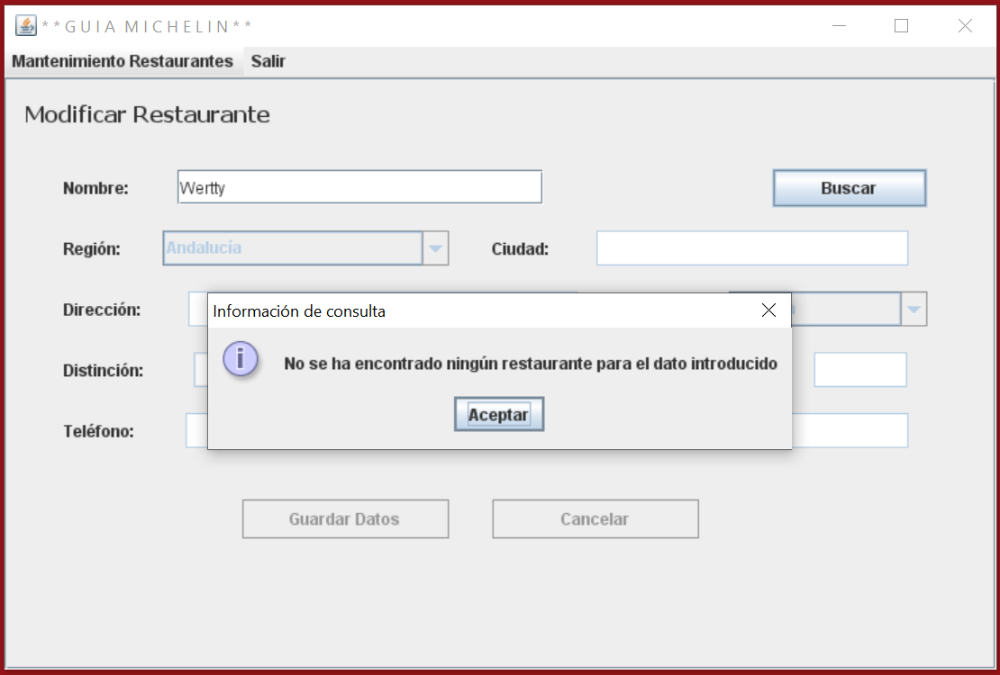 **GUIA MICHELIN**
Mantenimiento Restaurantes Salir
Modificar Restaurante
Nombre: Wertty Buscar
Región: Andalucía Ciudad:
Dirección:
Información de consulta
No se ha encontrado ningún restaurante para el dato introducido
Distinción:
Aceptar
Teléfono:
Guardar Datos Cancelar